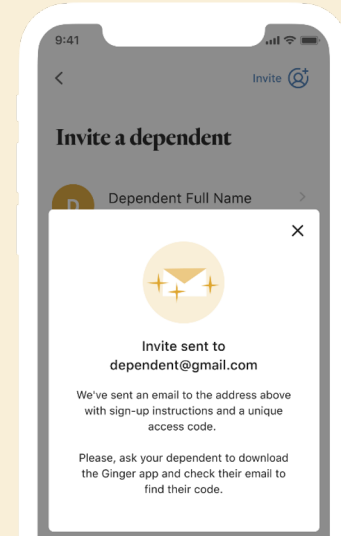 9:41
Invite
Invite a dependent
D
Dependent Full Name
Invite sent to
dependent@gmail.com
We've sent an email to the address above
with sign-up instructions and a unique
access code.
Please, ask your dependent to download
the Ginger app and check their email to
find their code.